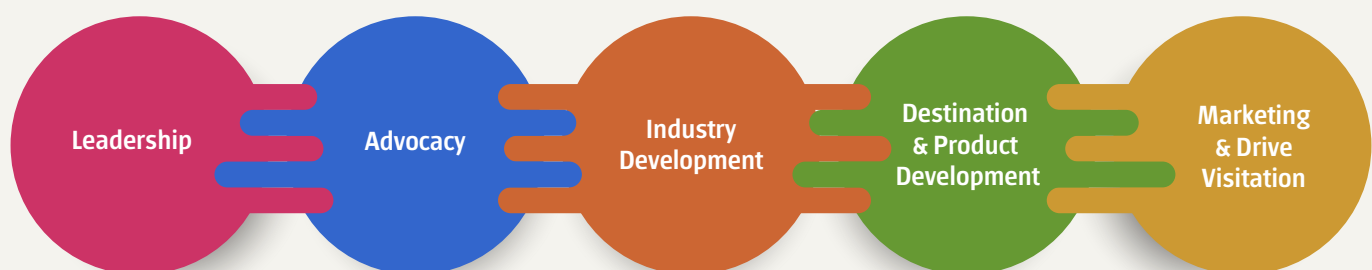 Leadership
Advocacy
Industry
Development
Destination
& Product
Development
Marketing
& Drive
Visitation